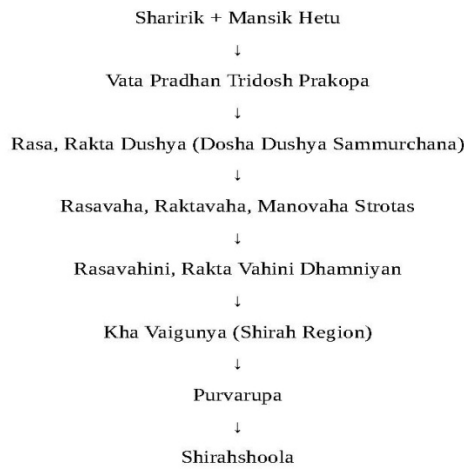 Sharirik + Mansik Hetu
↓
Vata Pradhan Tridosh Prakopa
↓
Rasa, Rakta Dushya (Dosha Dushya Sammurchana)
↓
Rasavaha, Raktavaha, Manovaha Strotas
↓
Rasavahini, Rakta Vahini Dhamniyan
↓
Kha Vaigunya (Shirah Region)
↓
Purvarupa
↓
Shirahshoola